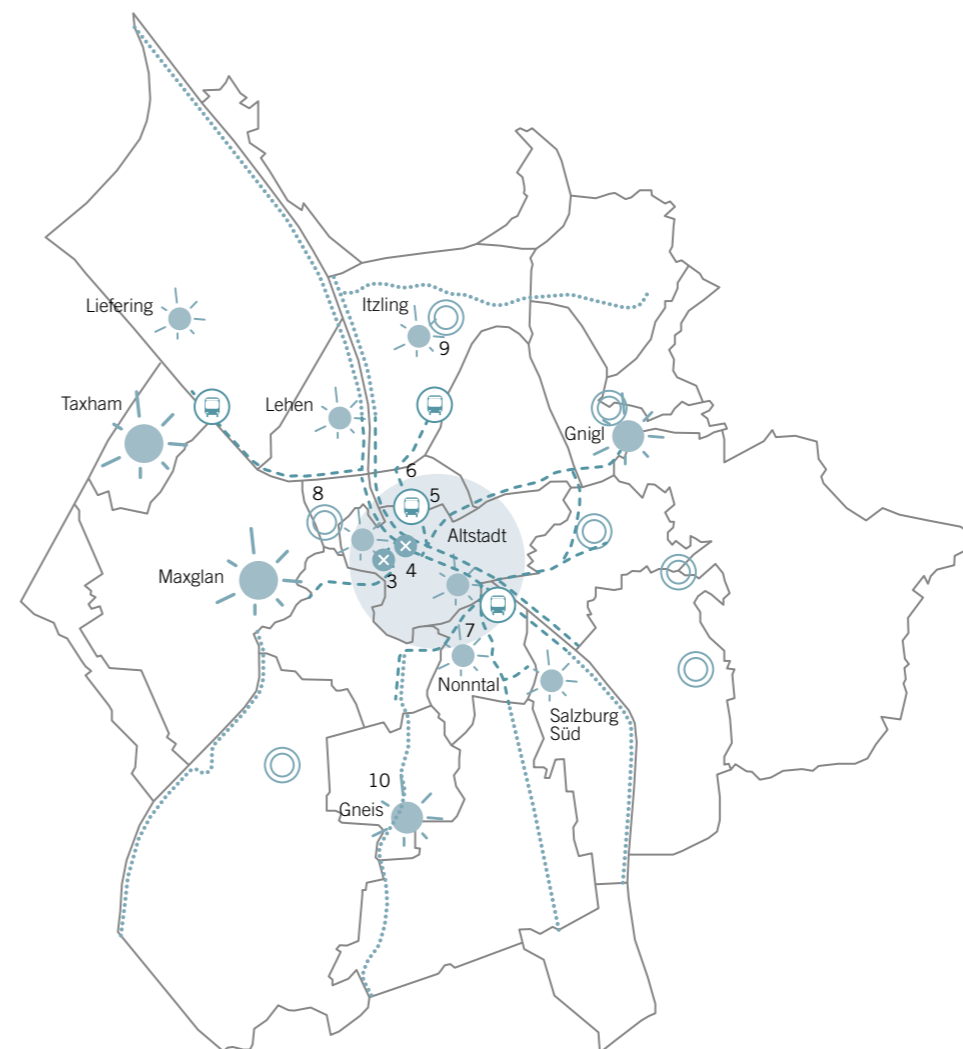 Liefering
Itzling
9
Taxham
Lehen
Gnigl
6
8
5
Altstadt
Maxglan
3
4
7
Nonntal
Salzburg
Süd
10
Gneis